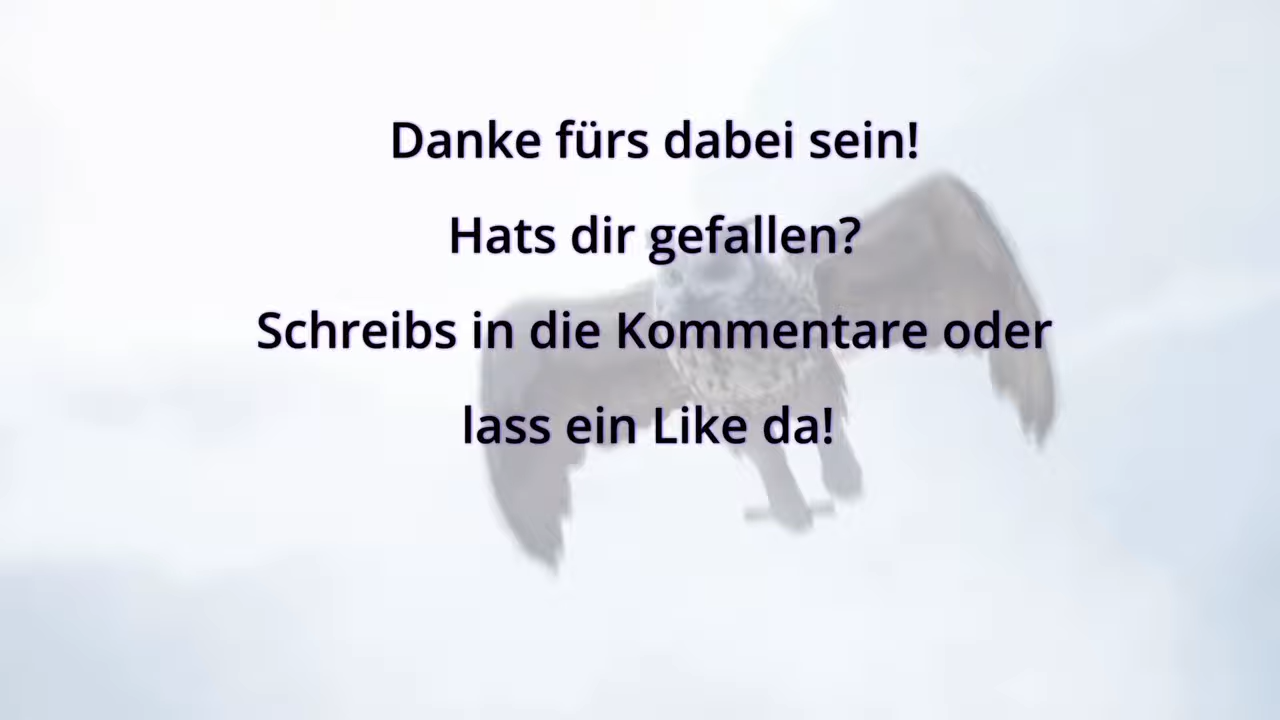 Danke fürs dabei sein!
Hats dir gefallen?
Schreibs in die Kommentare oder
lass ein Like da!